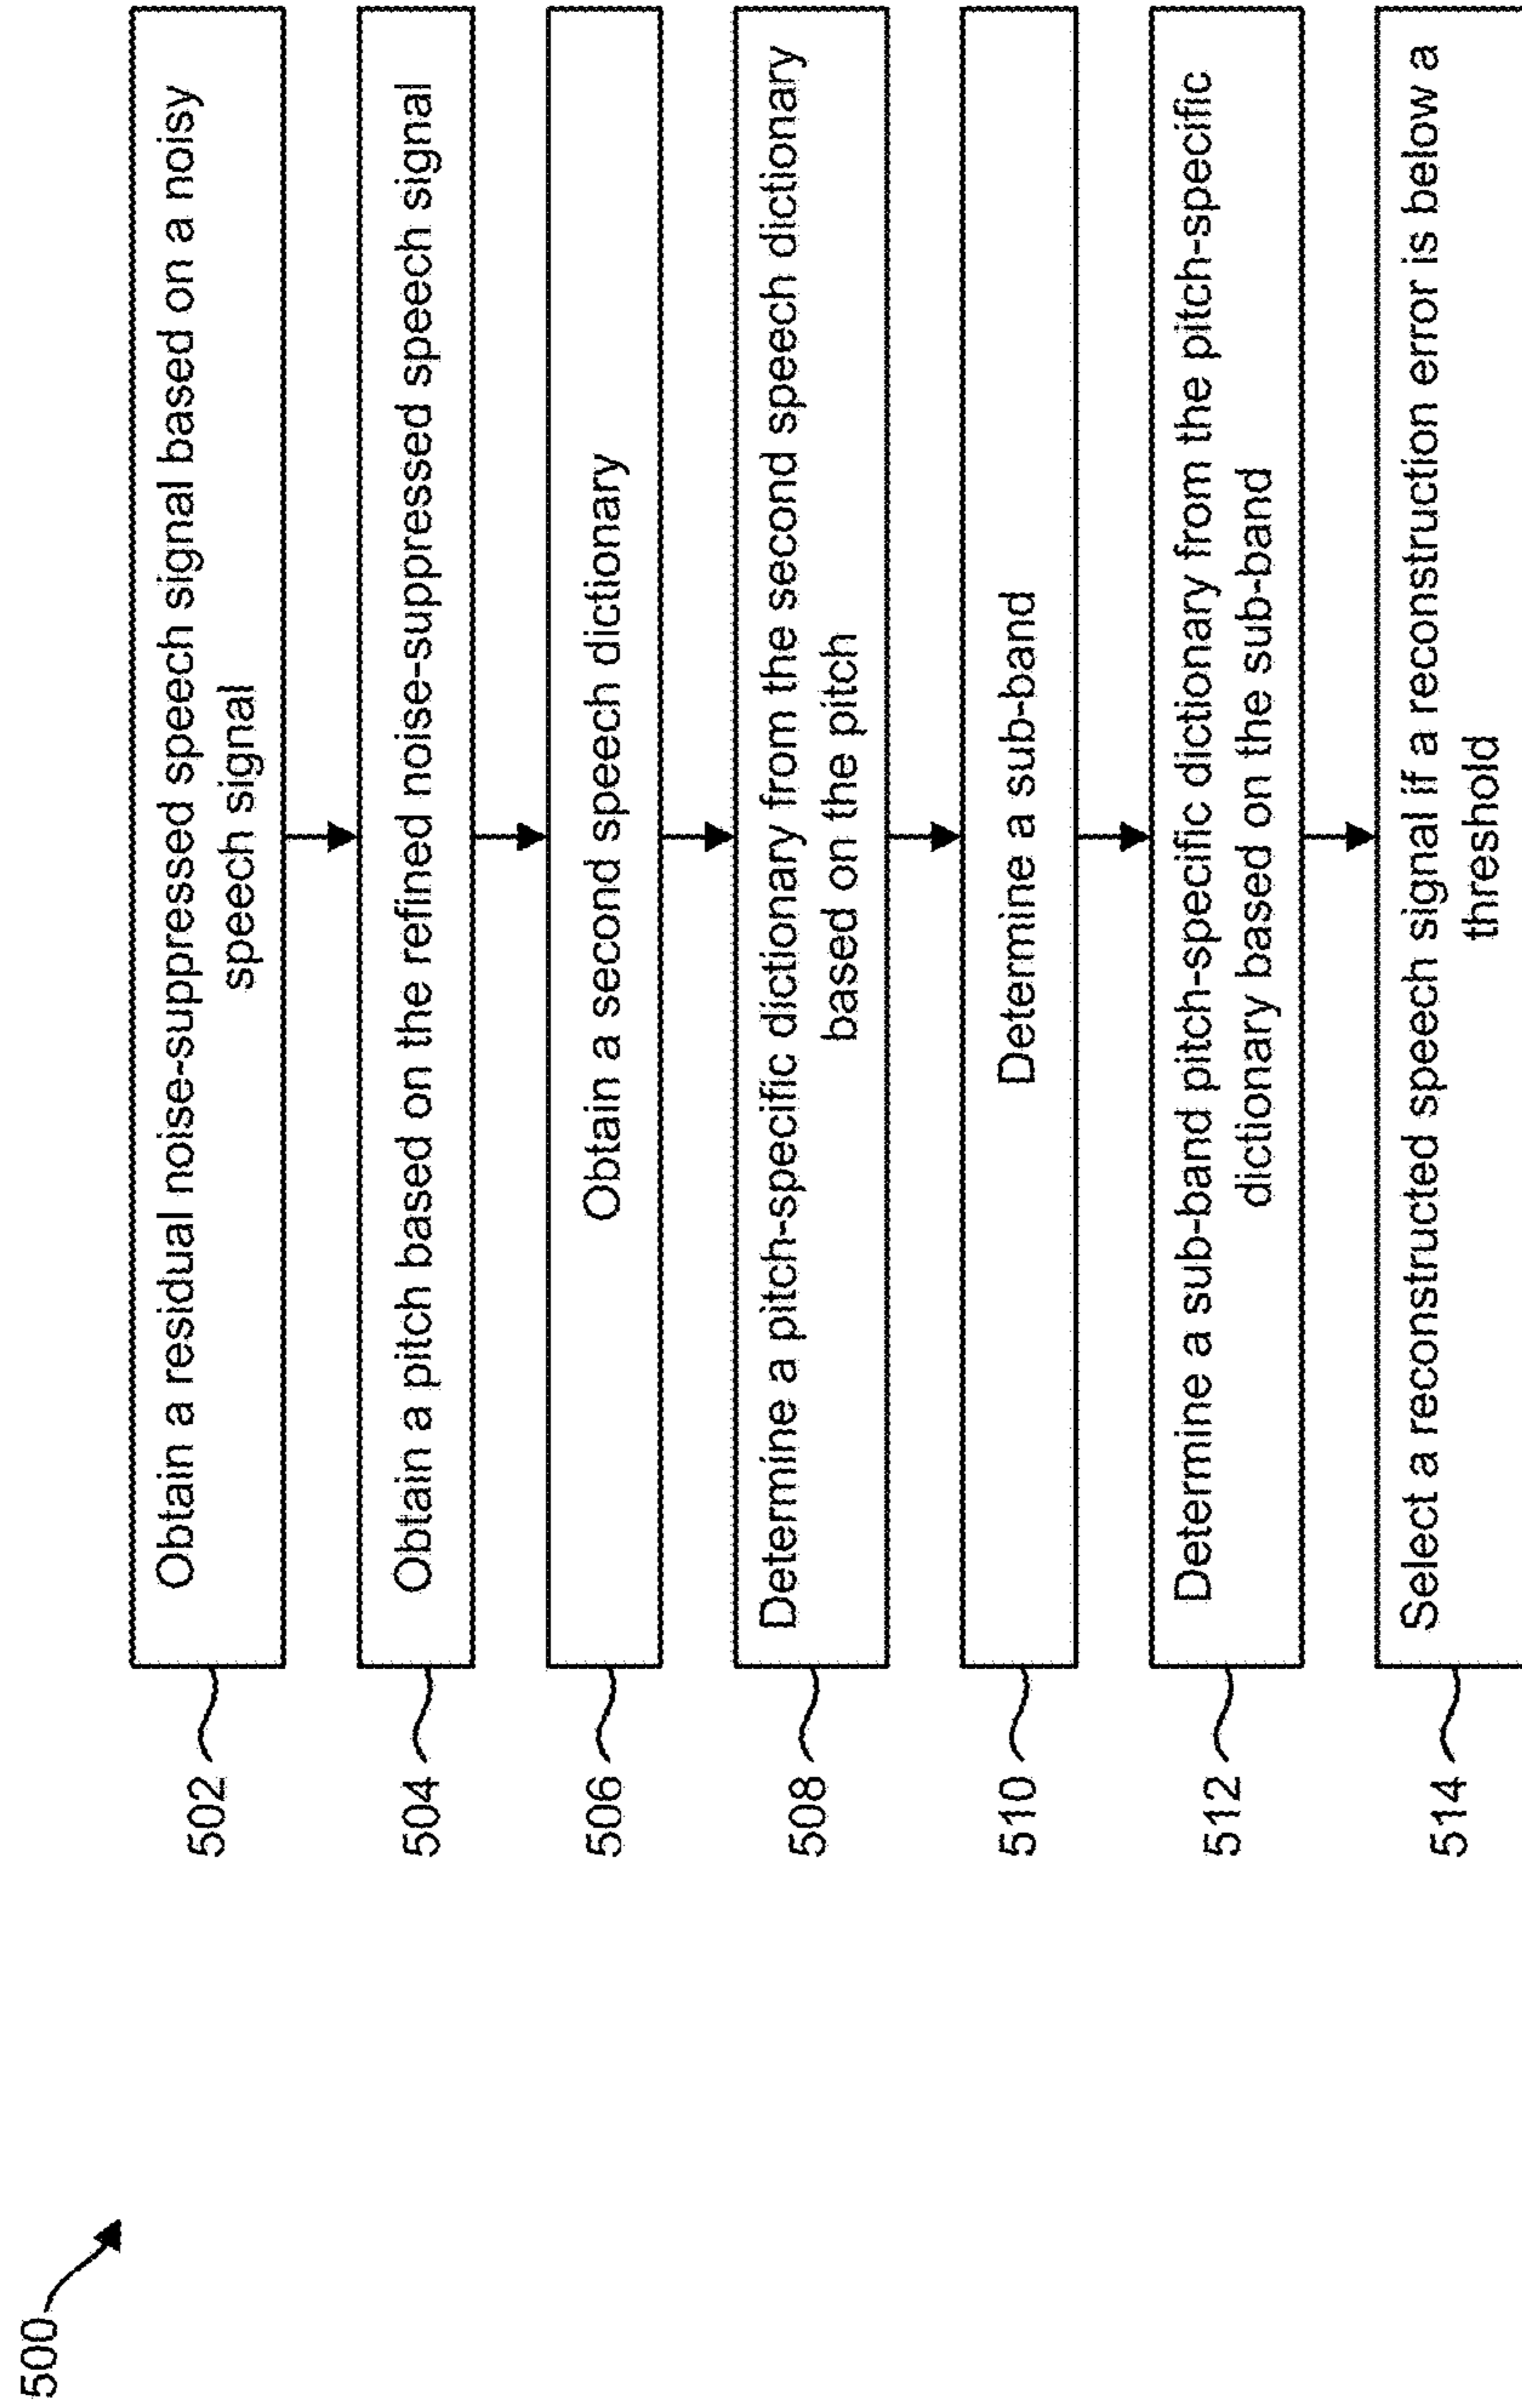 500
502
Obtain a residual noise-suppressed speech signal based on a noisy
speech signal
504
Obtain a pitch based on the refined noise-suppressed speech signal
506
Obtain a second speech dictionary
508
Determine a pitch-specific dictionary from the second speech dictionary
based on the pitch
510
Determine a sub-band
512
Determine a sub-band pitch-specific dictionary from the pitch-specific
dictionary based on the sub-band
514
Select a reconstructed speech signal if a reconstruction error is below a
threshold